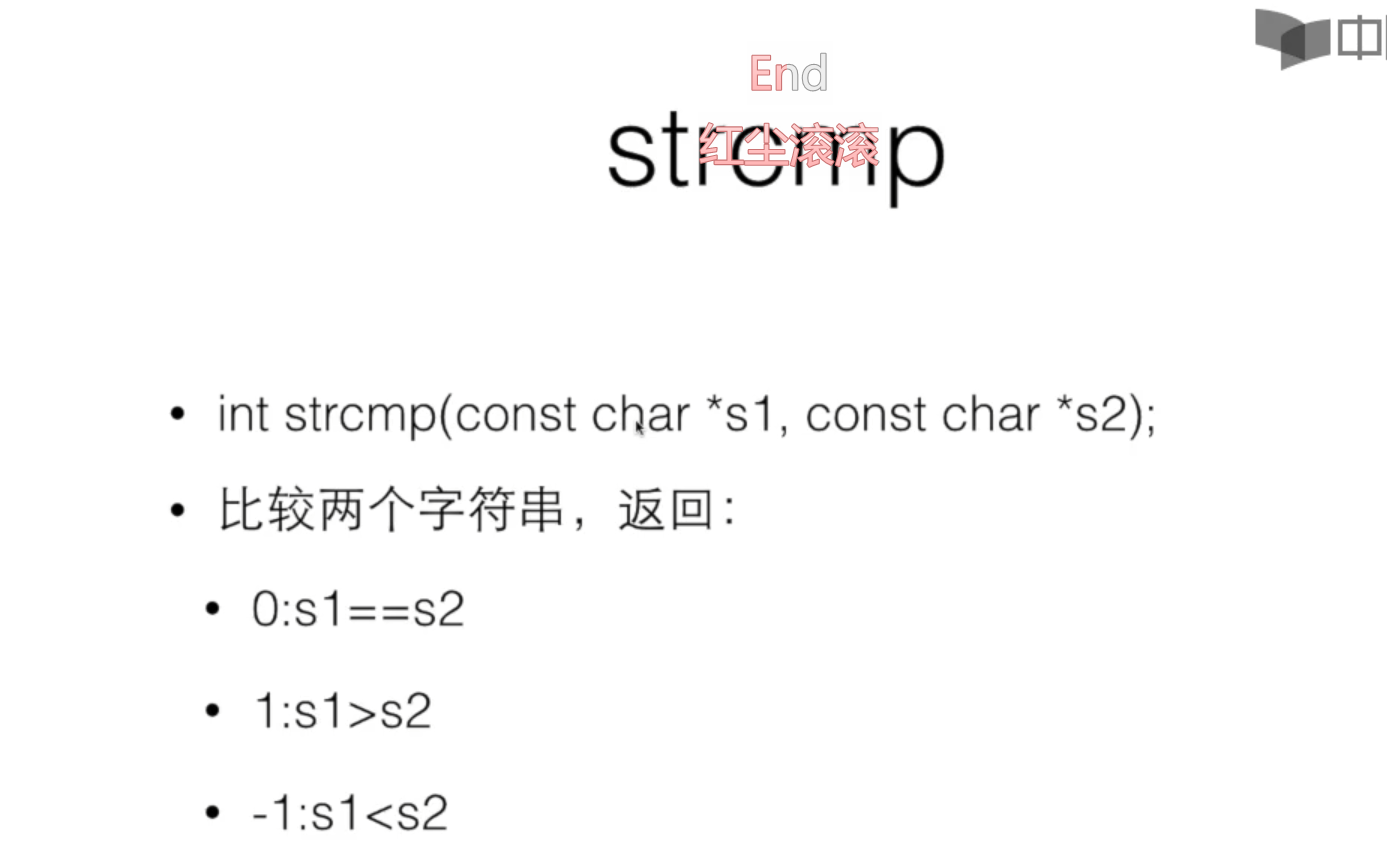 中
End
strcmp
红尘滚滚
int strcmp(const char *s1, const char *s2);
比较两个字符串，返回：
0:s1==s2
1:s1>s2
-1:s1<s2